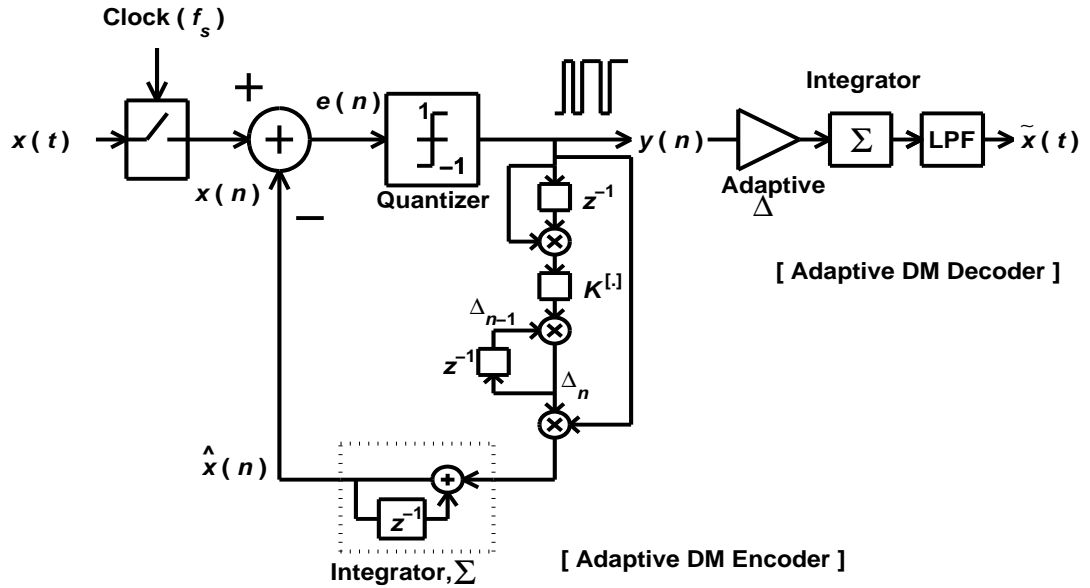 Clock ( f_s )
Integrator
+
e ( n )
1
−1
x ( t )
+
y ( n )
Σ
LPF
x̃ ( t )
x ( n )
Quantizer
Adaptive
Δ
−
z⁻¹
×
[ Adaptive DM Decoder ]
K^[.]
Δ_n−1
×
z⁻¹
Δ_n
×
x̂ ( n )
+
z⁻¹
[ Adaptive DM Encoder ]
Integrator, Σ